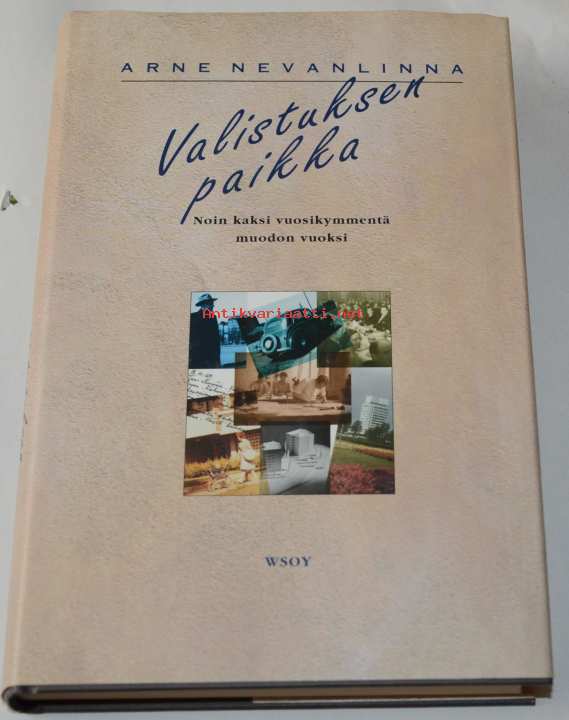 ARNE NEVANLINNA
Valistuksen
paikka
Noin kaksi vuosikymmentä
muodon vuoksi
Antikvariaatti.net
WSOY